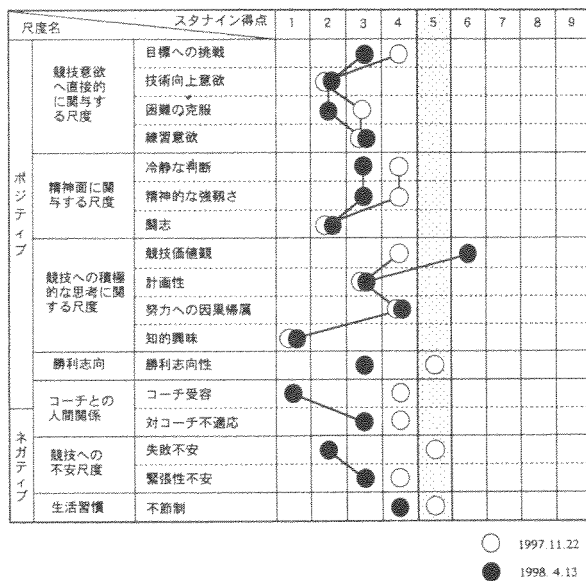 スタナイン得点
尺度名
1 2 3 4 5 6 7 8 9
ポジティブ
競技意欲
へ直接的
に関与す
る尺度
目標への挑戦
技術向上意欲
困難の克服
練習意欲
精神面に関
与する尺度
冷静な判断
精神的な強靱さ
闘志
競技への積極
的な思考に関
する尺度
競技価値観
計画性
努力への因果帰属
知的興味
勝利志向
勝利志向性
コーチとの
人間関係
コーチ受容
対コーチ不適応
ネガティブ
競技への
不安尺度
失敗不安
緊張性不安
生活習慣
不節制
1997.11.22
1998. 4.13